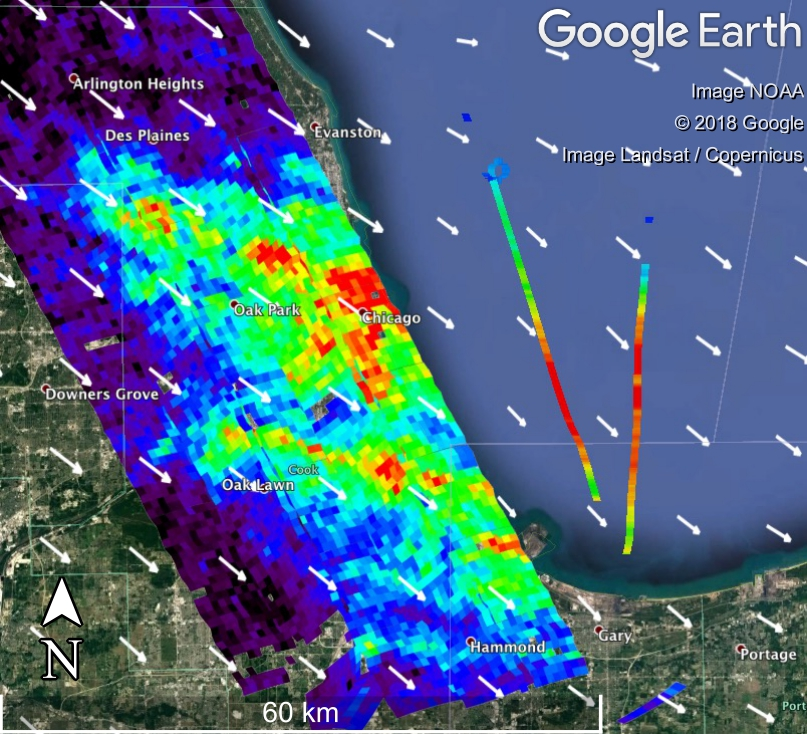 Google Earth
Image NOAA
© 2018 Google
Image Landsat / Copernicus
Arlington Heights
Des Plaines
Evanston
Oak Park
Chicago
Downers Grove
Cook
Oak Lawn
Hammond
Gary
Portage
Port
N
60 km